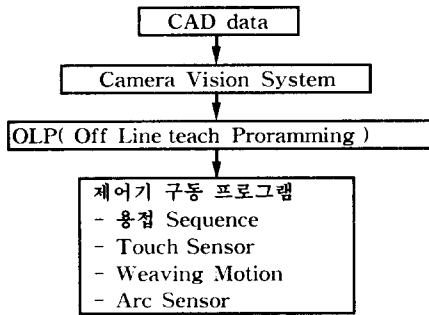 CAD data
Camera Vision System
OLP( Off Line teach Proramming )
제어기 구동 프로그램
- 용접 Sequence
- Touch Sensor
- Weaving Motion
- Arc Sensor